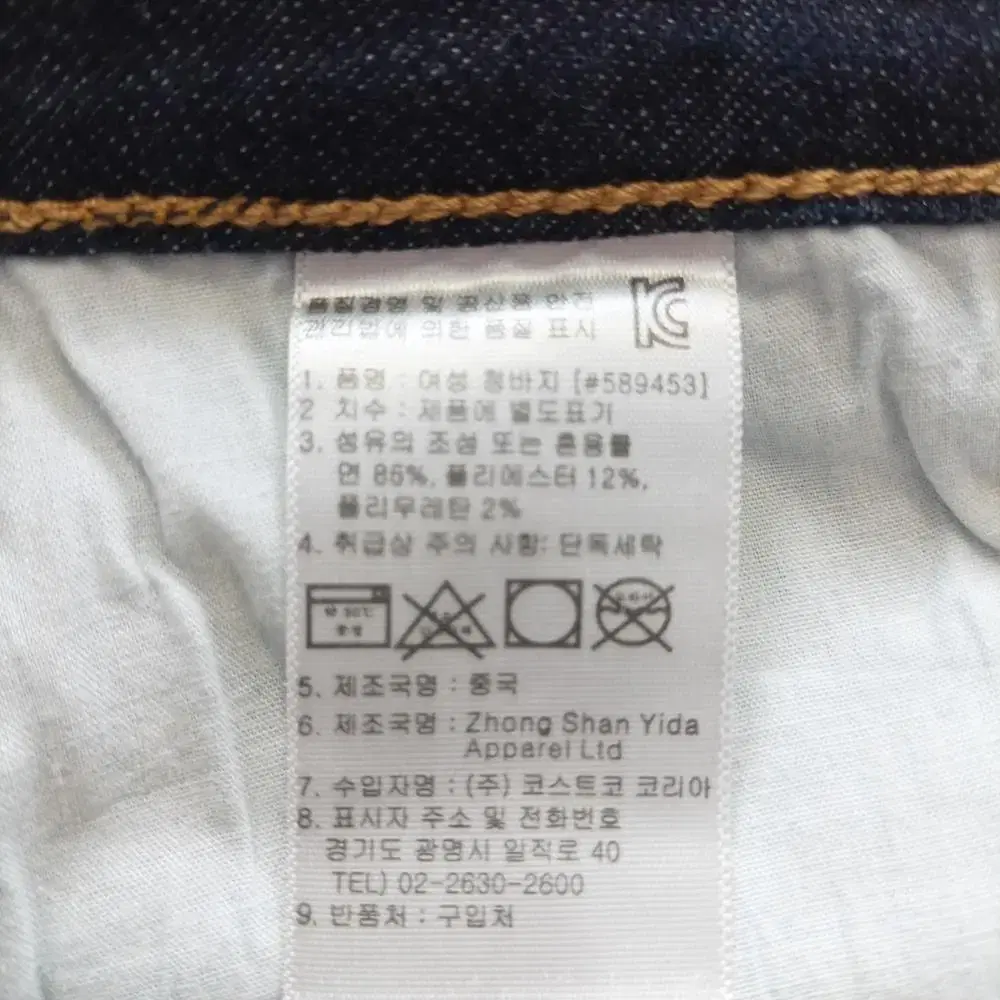 품질경영 및 공산품 안전
관리법에 의한 품질 표시
KC
1. 품명 : 여성 청바지 [#589453]
2 치수 : 제품에 별도표기
3. 섬유의 조성 또는 혼용률
면 86%, 폴리에스터 12%,
폴리우레탄 2%
4. 취급상 주의 사항: 단독세탁
약 30℃
중성
5. 제조국명 : 중국
6. 제조국명 : Zhong Shan Yida
Apparel Ltd
7. 수입자명 : (주) 코스트코 코리아
8. 표시자 주소 및 전화번호
경기도 광명시 일직로 40
TEL) 02-2630-2600
9. 반품처 : 구입처